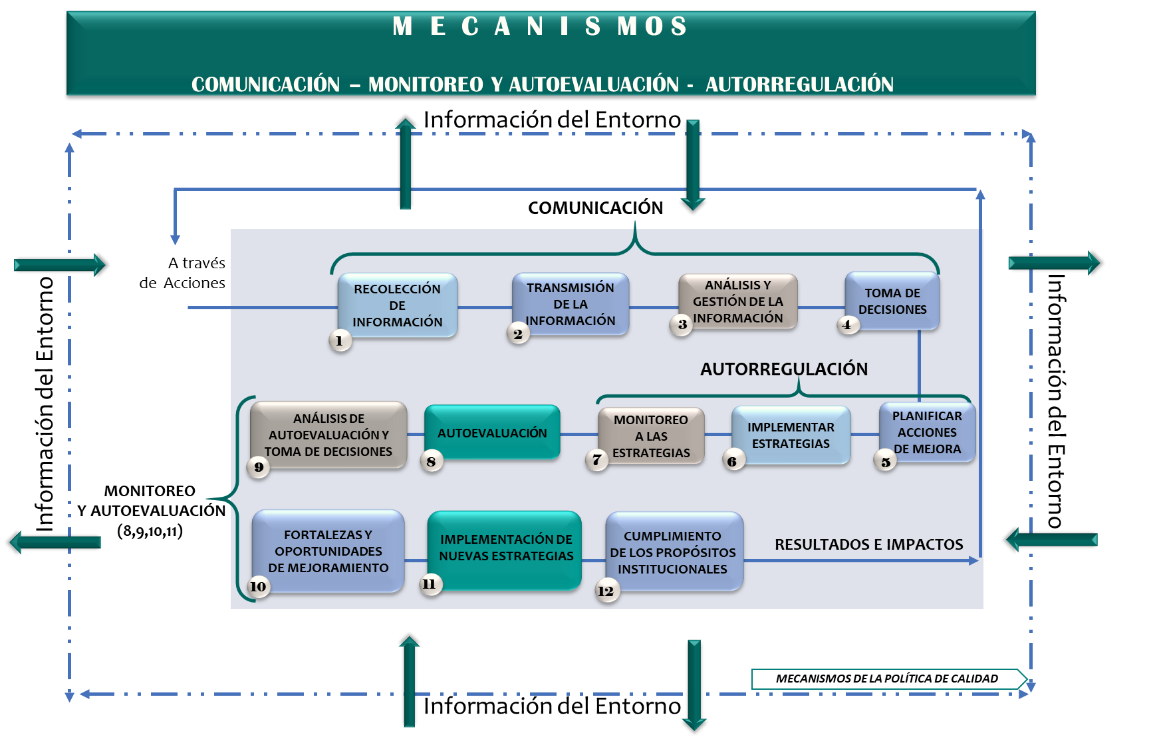 MECANISMOS
COMUNICACIÓN – MONITOREO Y AUTOEVALUACIÓN - AUTORREGULACIÓN
Información del Entorno
COMUNICACIÓN
A través
de Acciones
RECOLECCIÓN
DE
INFORMACIÓN
1
TRANSMISIÓN
DE LA
INFORMACIÓN
2
ANÁLISIS Y
GESTIÓN DE LA
INFORMACIÓN
3
TOMA DE
DECISIONES
4
AUTORREGULACIÓN
PLANIFICAR
ACCIONES
DE MEJORA
5
IMPLEMENTAR
ESTRATEGIAS
6
MONITOREO
A LAS
ESTRATEGIAS
7
AUTOEVALUACIÓN
8
ANÁLISIS DE
AUTOEVALUACIÓN Y
TOMA DE DECISIONES
9
MONITOREO
Y AUTOEVALUACIÓN
(8,9,10,11)
FORTALEZAS Y
OPORTUNIDADES
DE MEJORAMIENTO
10
IMPLEMENTACIÓN DE
NUEVAS ESTRATEGIAS
11
CUMPLIMIENTO
DE LOS PROPÓSITOS
INSTITUCIONALES
12
RESULTADOS E IMPACTOS
Información del Entorno
Información del Entorno
MECANISMOS DE LA POLÍTICA DE CALIDAD
Información del Entorno